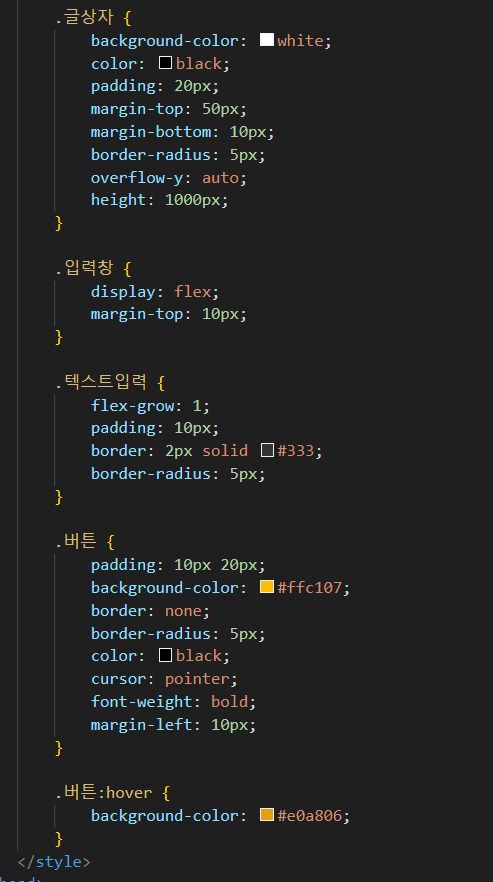 .글상자 {
background-color: white;
color: black;
padding: 20px;
margin-top: 50px;
margin-bottom: 10px;
border-radius: 5px;
overflow-y: auto;
height: 1000px;
}
.입력창 {
display: flex;
margin-top: 10px;
}
.텍스트입력 {
flex-grow: 1;
padding: 10px;
border: 2px solid #333;
border-radius: 5px;
}
.버튼 {
padding: 10px 20px;
background-color: #ffc107;
border: none;
border-radius: 5px;
color: black;
cursor: pointer;
font-weight: bold;
margin-left: 10px;
}
.버튼:hover {
background-color: #e0a806;
}
</style>